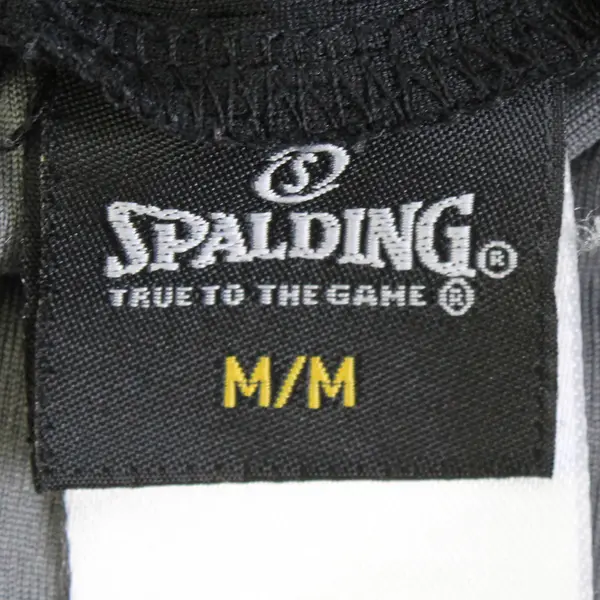 S
SPALDING®
TRUE TO THE GAME ®
M/M